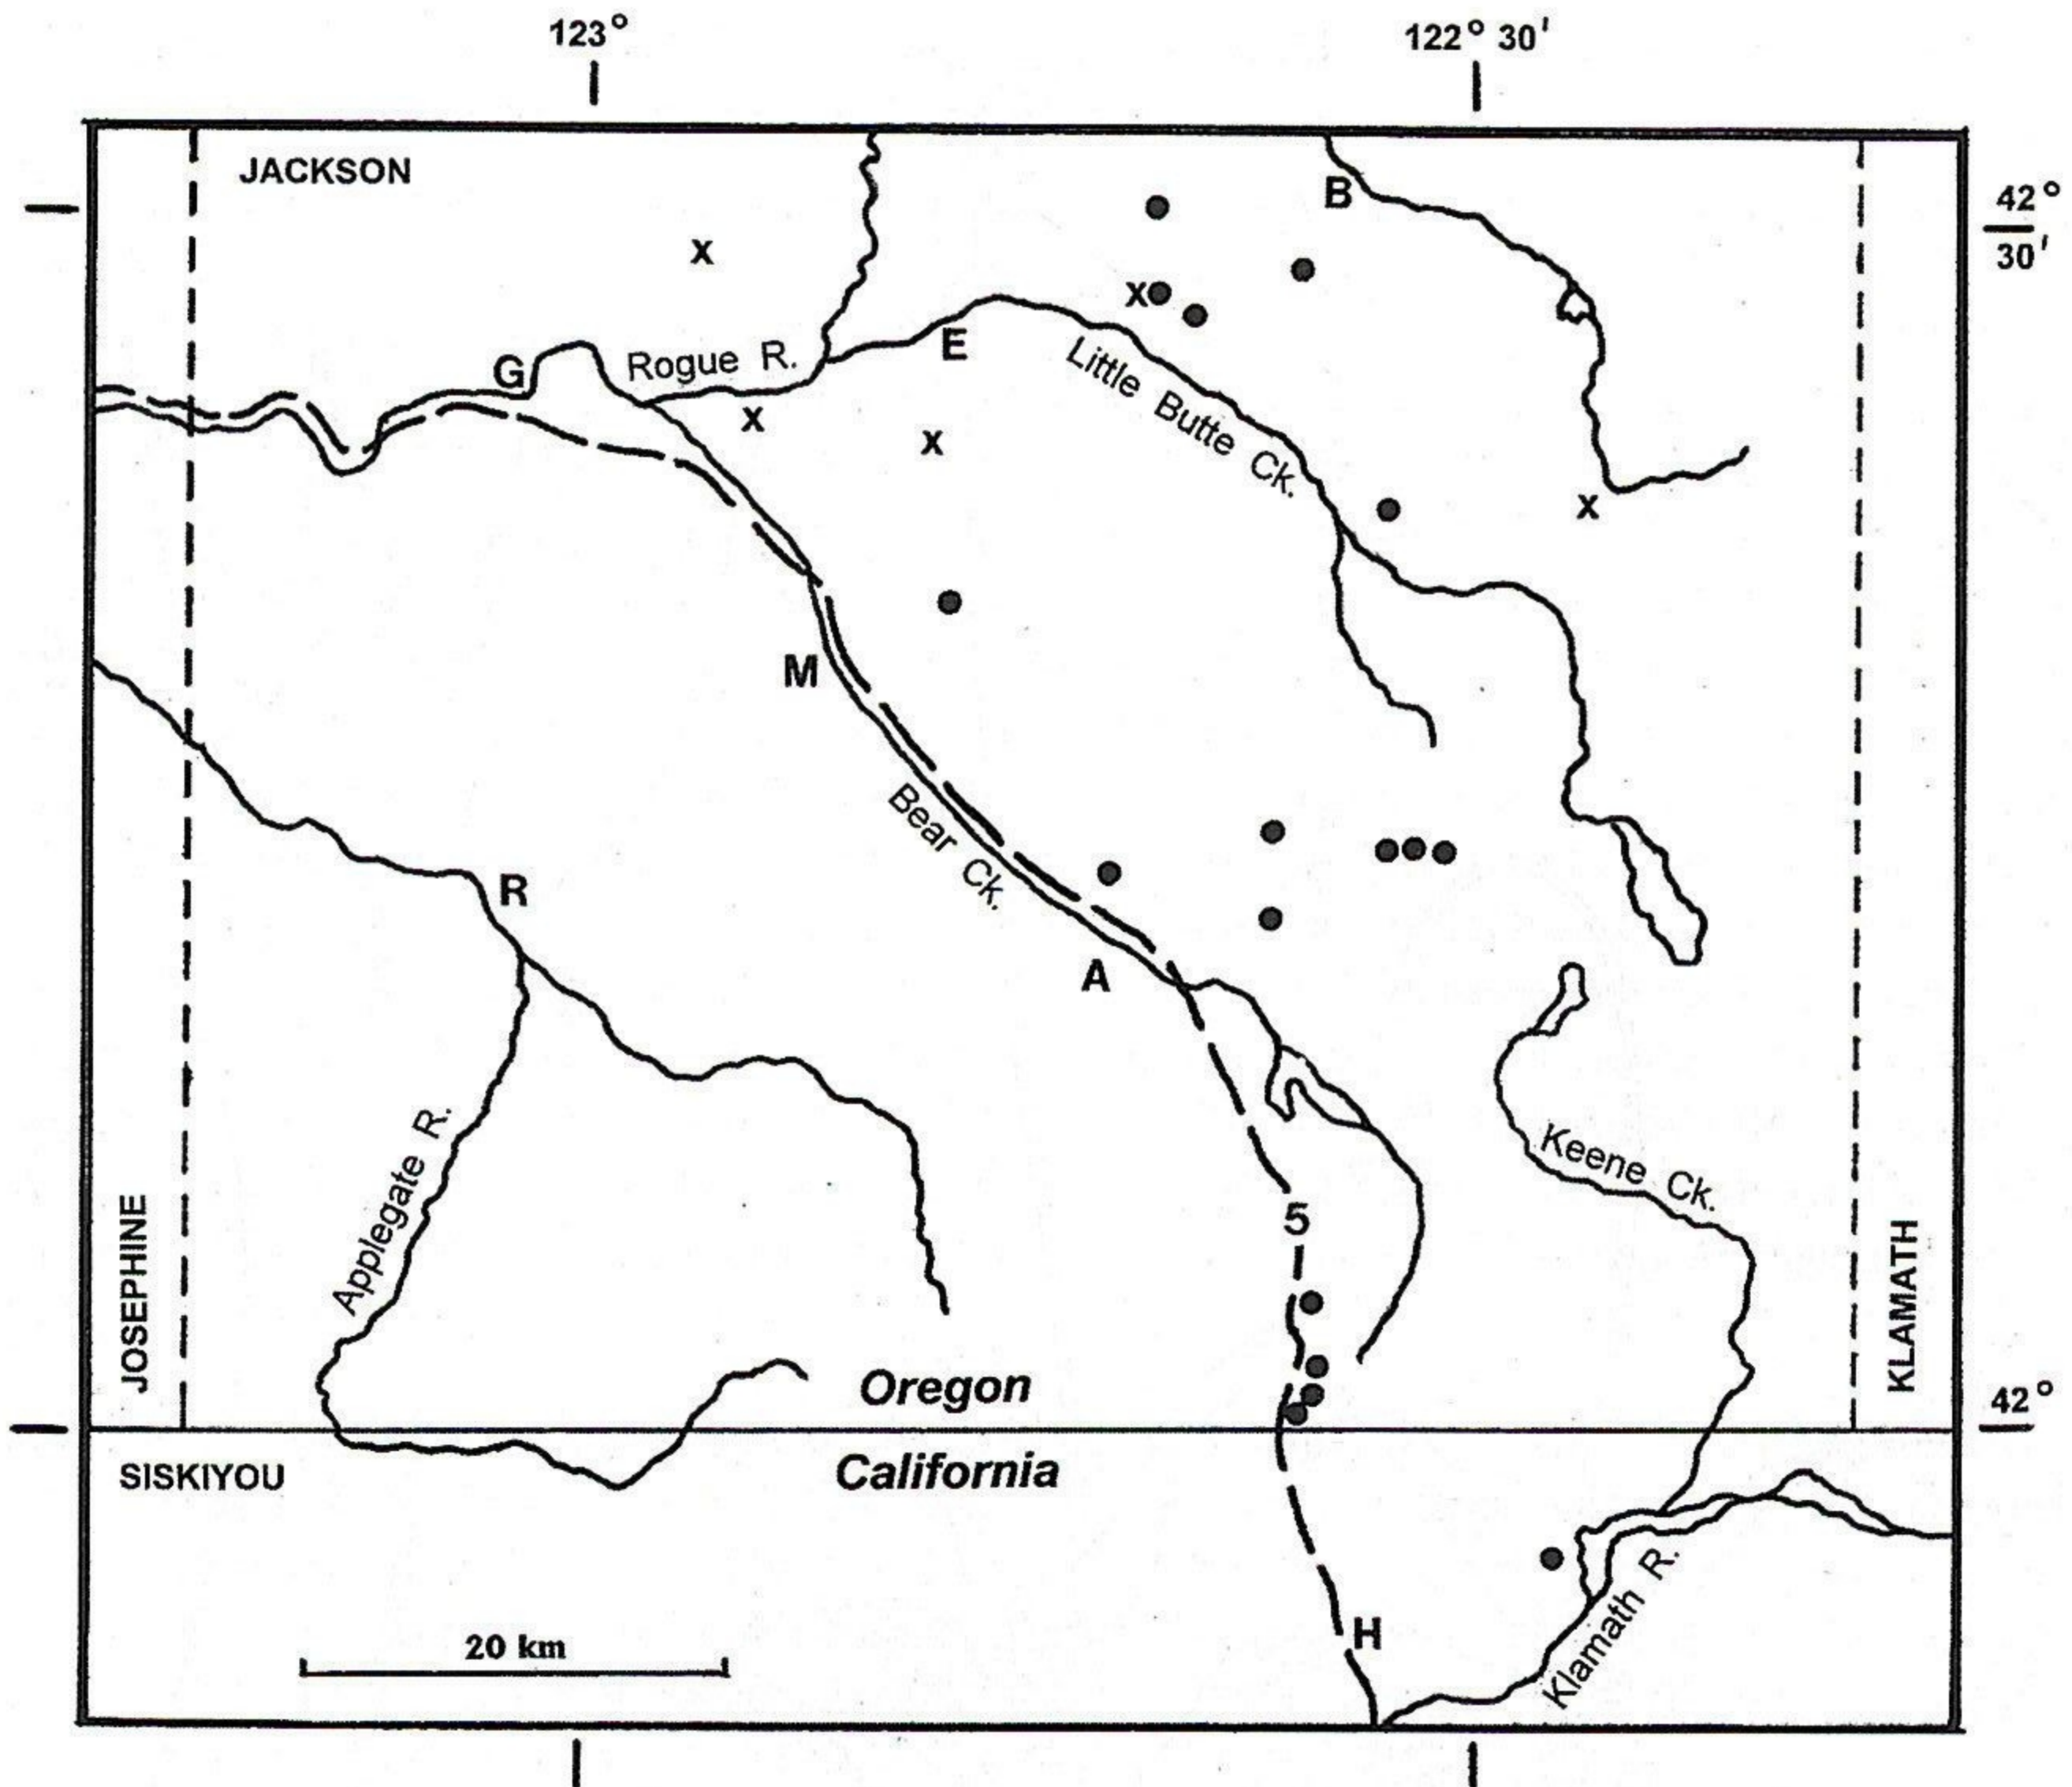 123°
122° 30'
JACKSON
B
42°
30'
x
x
E
G
Rogue R.
Little Butte Ck.
x
x
x
M
Bear Ck.
R
A
Applegate R.
Keene Ck.
5
JOSEPHINE
KLAMATH
Oregon
42°
California
SISKIYOU
Klamath R.
H
20 km